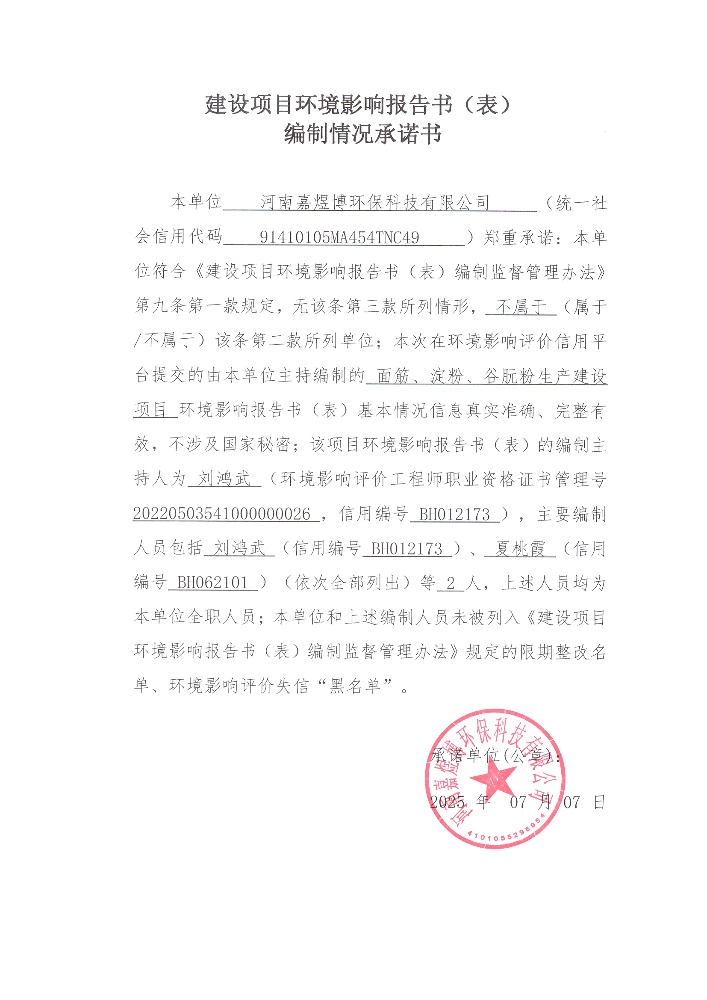 建设项目环境影响报告书（表）
编制情况承诺书
本单位 河南嘉煜博环保科技有限公司 （统一社
会信用代码 91410105MA454TNC49 ）郑重承诺：本单
位符合《建设项目环境影响报告书（表）编制监督管理办法》
第九条第一款规定，无该条第三款所列情形， 不属于 （属于
/不属于）该条第二款所列单位；本次在环境影响评价信用平
台提交的由本单位主持编制的 面筋、淀粉、谷朊粉生产建设
项目 环境影响报告书（表）基本情况信息真实准确、完整有
效，不涉及国家秘密；该项目环境影响报告书（表）的编制主
持人为 刘鸿武 （环境影响评价工程师职业资格证书管理号
20220503541000000026 ，信用编号 BH012173 ），主要编制
人员包括 刘鸿武 （信用编号 BH012173 ）、 夏桃霞 （信用
编号 BH062101 ）（依次全部列出）等 2 人，上述人员均为
本单位全职人员；本单位和上述编制人员未被列入《建设项目
环境影响报告书（表）编制监督管理办法》规定的限期整改名
单、环境影响评价失信“黑名单”。
承诺单位(公章)：
2025 年 07 月 07 日
河南嘉煜博环保科技有限公司
4101055296954